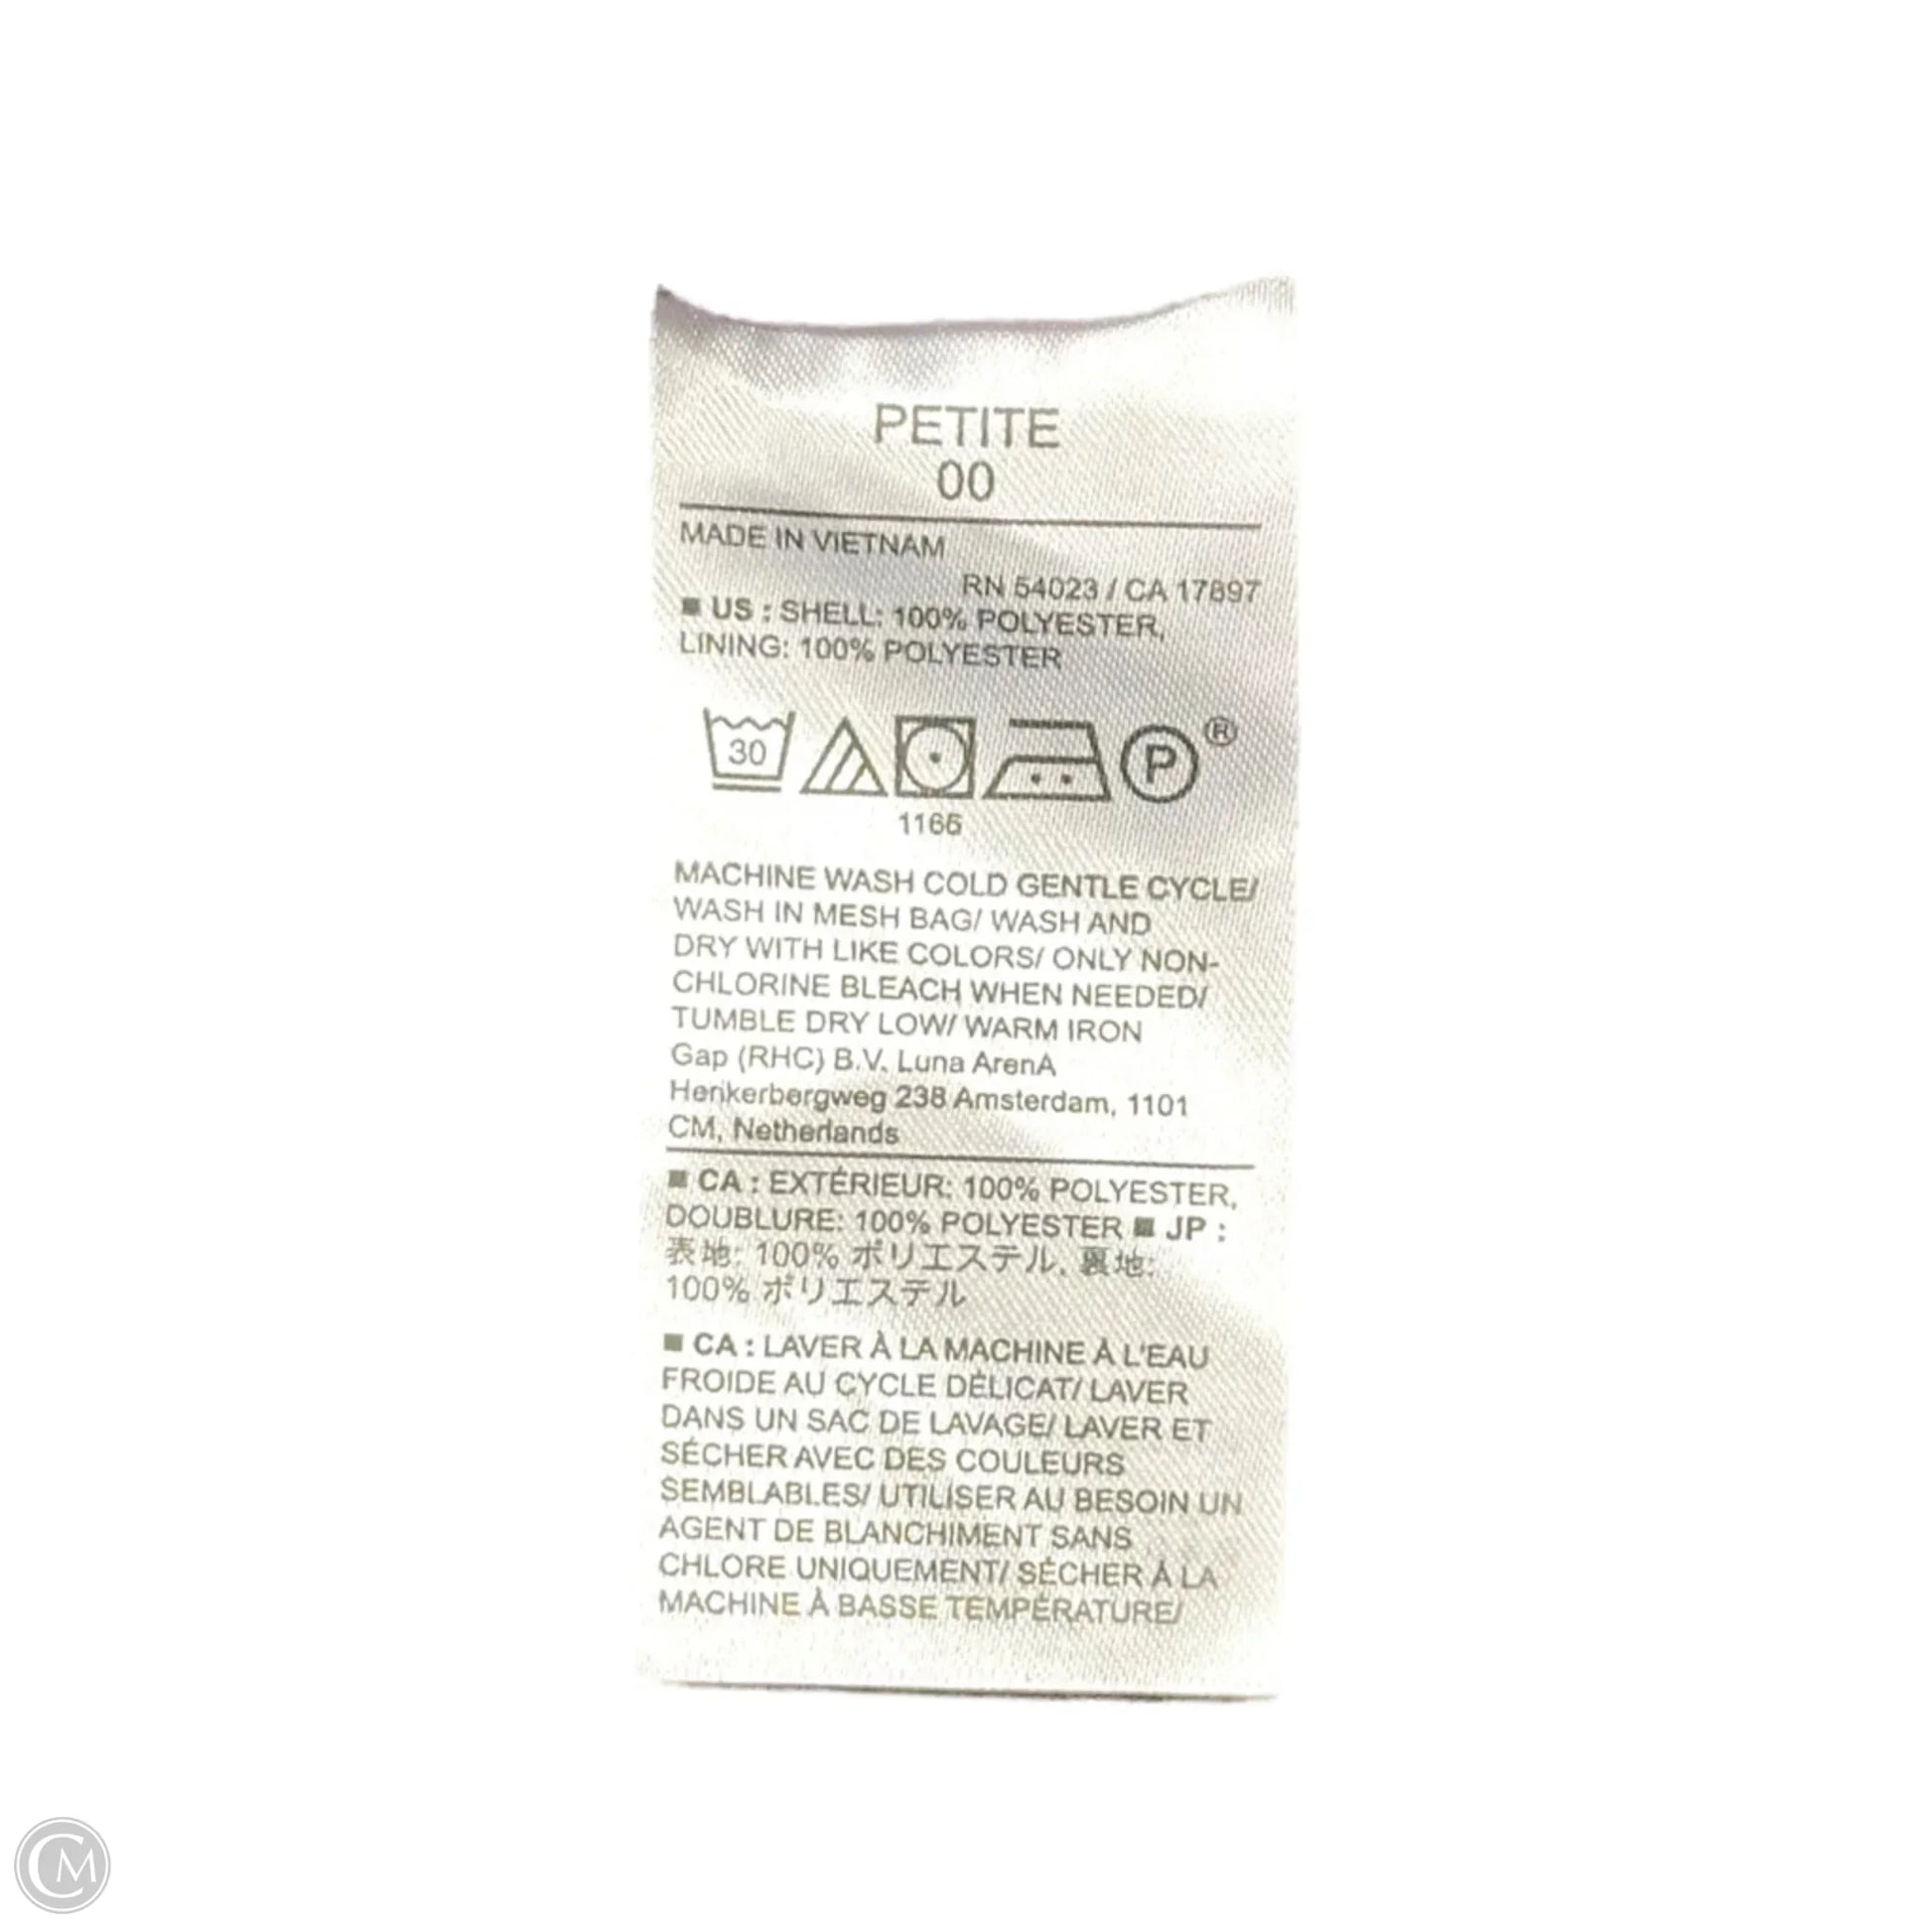 PETITE
00
MADE IN VIETNAM
RN 54023 / CA 17897
■ US : SHELL: 100% POLYESTER,
LINING: 100% POLYESTER
30
P ®
1166
MACHINE WASH COLD GENTLE CYCLE/
WASH IN MESH BAG/ WASH AND
DRY WITH LIKE COLORS/ ONLY NON-
CHLORINE BLEACH WHEN NEEDED/
TUMBLE DRY LOW/ WARM IRON
Gap (RHC) B.V. Luna ArenA
Herikerbergweg 238 Amsterdam, 1101
CM, Netherlands
■ CA : EXTÉRIEUR: 100% POLYESTER,
DOUBLURE: 100% POLYESTER ■ JP :
表地: 100% ポリエステル, 裏地:
100% ポリエステル
■ CA : LAVER À LA MACHINE À L'EAU
FROIDE AU CYCLE DÉLICAT/ LAVER
DANS UN SAC DE LAVAGE/ LAVER ET
SÉCHER AVEC DES COULEURS
SEMBLABLES/ UTILISER AU BESOIN UN
AGENT DE BLANCHIMENT SANS
CHLORE UNIQUEMENT/ SÉCHER À LA
MACHINE À BASSE TEMPÉRATURE/
CM